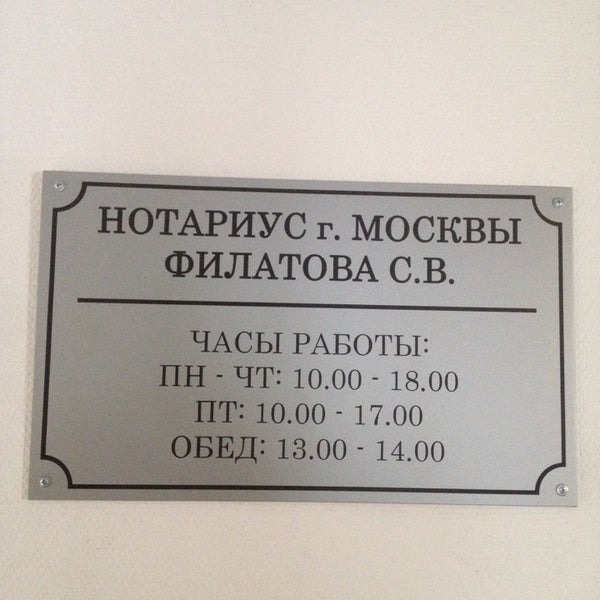 НОТАРИУС г. МОСКВЫ
ФИЛАТОВА С.В.
ЧАСЫ РАБОТЫ:
ПН - ЧТ: 10.00 - 18.00
ПТ: 10.00 - 17.00
ОБЕД: 13.00 - 14.00